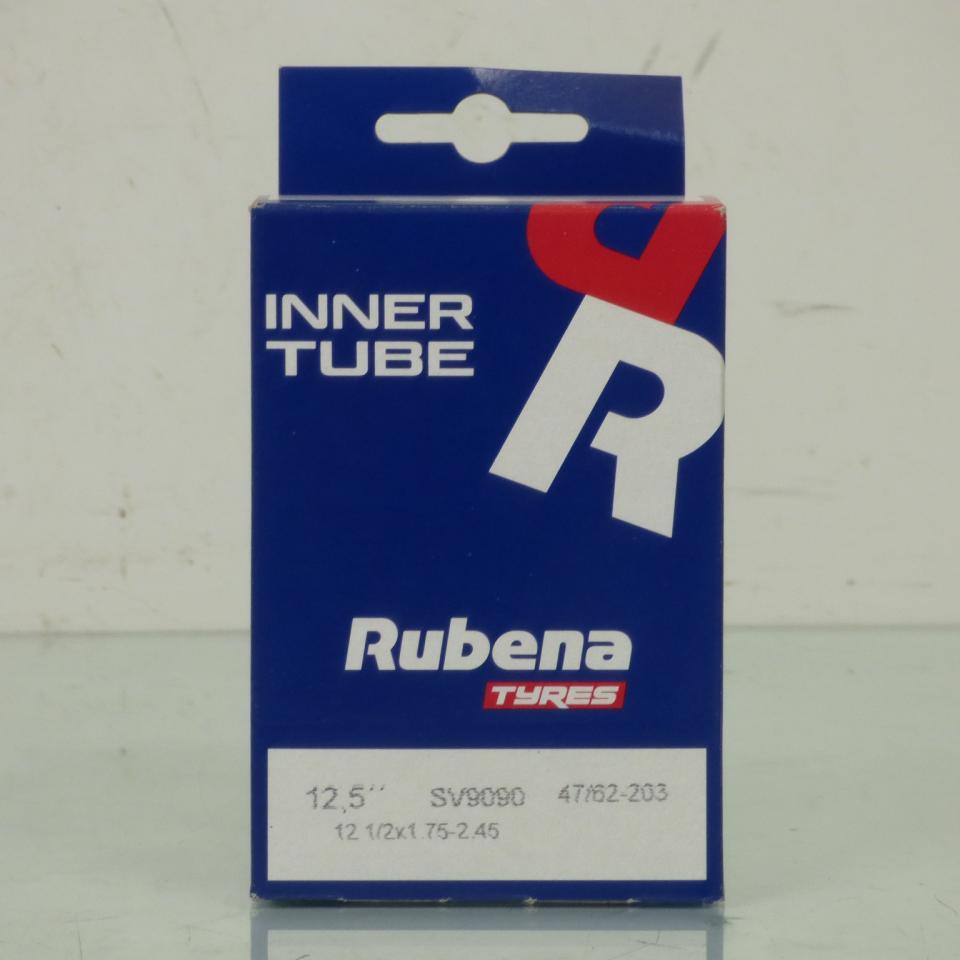 INNER
TUBE
R
R
Rubena
TYRES
12,5´´ SV9090 47/62-203
12 1/2x1.75-2.45